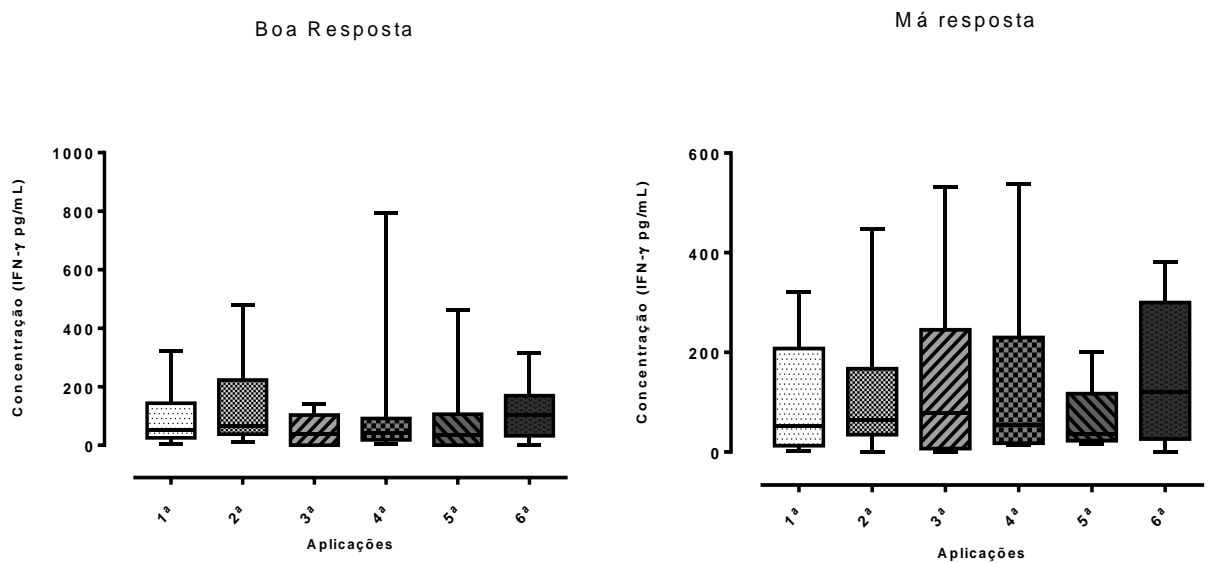 Boa Resposta
Concentração (IFN-γ pg/mL)
1000
800
600
400
200
0
1ª
2ª
3ª
4ª
5ª
6ª
Aplicações
Má resposta
Concentração (IFN-γ pg/mL)
600
400
200
0
1ª
2ª
3ª
4ª
5ª
6ª
Aplicações